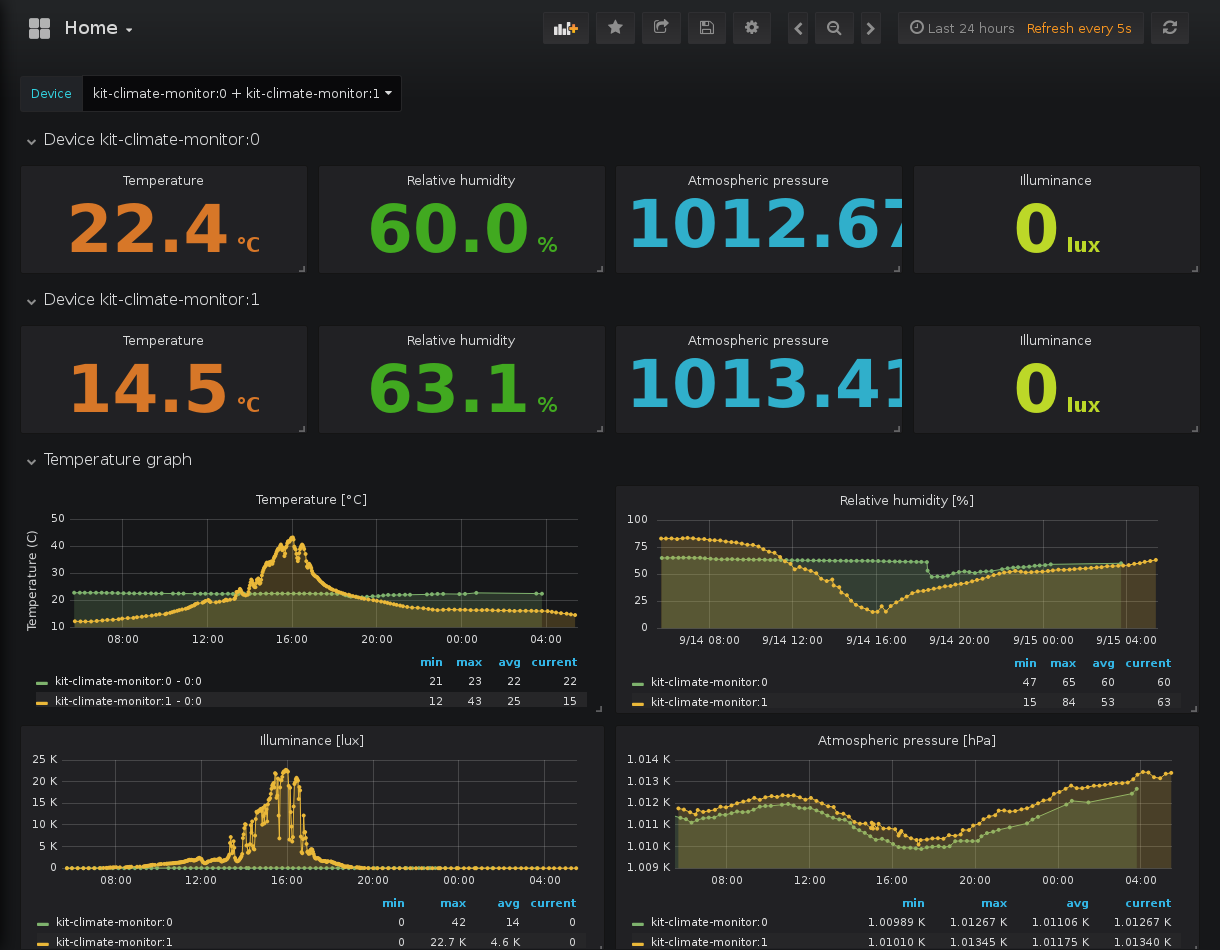 Home
Last 24 hours Refresh every 5s
Device kit-climate-monitor:0 + kit-climate-monitor:1
Device kit-climate-monitor:0
Temperature Relative humidity Atmospheric pressure Illuminance
22.4 °C 60.0 % 1012.67 0 lux
Device kit-climate-monitor:1
Temperature Relative humidity Atmospheric pressure Illuminance
14.5 °C 63.1 % 1013.41 0 lux
Temperature graph
Temperature [°C]
Temperature (C)
50
40
30
20
10
08:00 12:00 16:00 20:00 00:00 04:00
min max avg current
kit-climate-monitor:0 - 0:0 21 23 22 22
kit-climate-monitor:1 - 0:0 12 43 25 15
Relative humidity [%]
100
75
50
25
0
9/14 08:00 9/14 12:00 9/14 16:00 9/14 20:00 9/15 00:00 9/15 04:00
min max avg current
kit-climate-monitor:0 47 65 60 60
kit-climate-monitor:1 15 84 53 63
Illuminance [lux]
25 K
20 K
15 K
10 K
5 K
0
08:00 12:00 16:00 20:00 00:00 04:00
min max avg current
kit-climate-monitor:0 0 42 14 0
kit-climate-monitor:1 0 22.7 K 4.6 K 0
Atmospheric pressure [hPa]
1.014 K
1.013 K
1.012 K
1.011 K
1.010 K
1.009 K
08:00 12:00 16:00 20:00 00:00 04:00
min max avg current
kit-climate-monitor:0 1.00989 K 1.01267 K 1.01106 K 1.01267 K
kit-climate-monitor:1 1.01010 K 1.01345 K 1.01175 K 1.01340 K